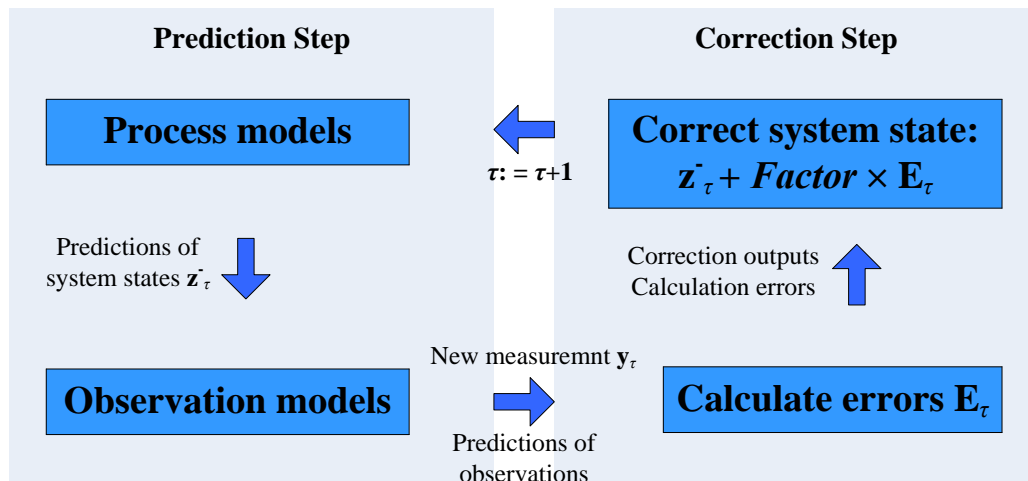 Prediction Step
Correction Step
Process models
Correct system state:
z⁻τ + Factor × Eτ
τ: = τ+1
Predictions of
system states z⁻τ
Correction outputs
Calculation errors
New measuremnt yτ
Observation models
Calculate errors Eτ
Predictions of
observations